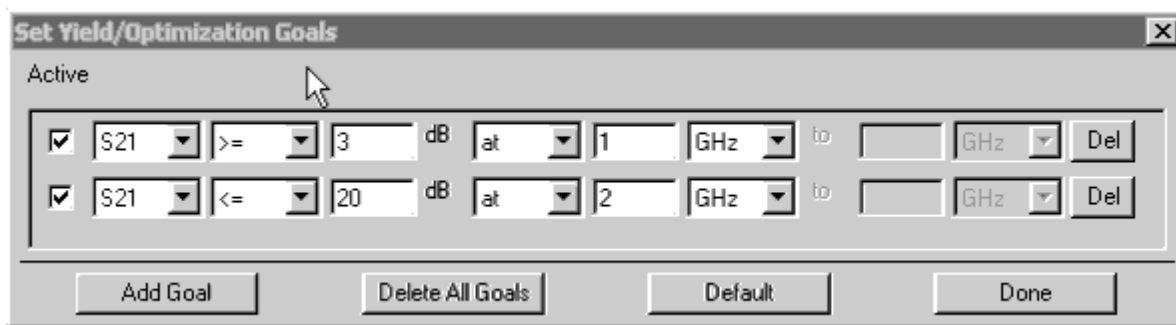 Set Yield/Optimization Goals
Active
S21 >= 3 dB at 1 GHz to GHz Del
S21 <= 20 dB at 2 GHz to GHz Del
Add Goal Delete All Goals Default Done